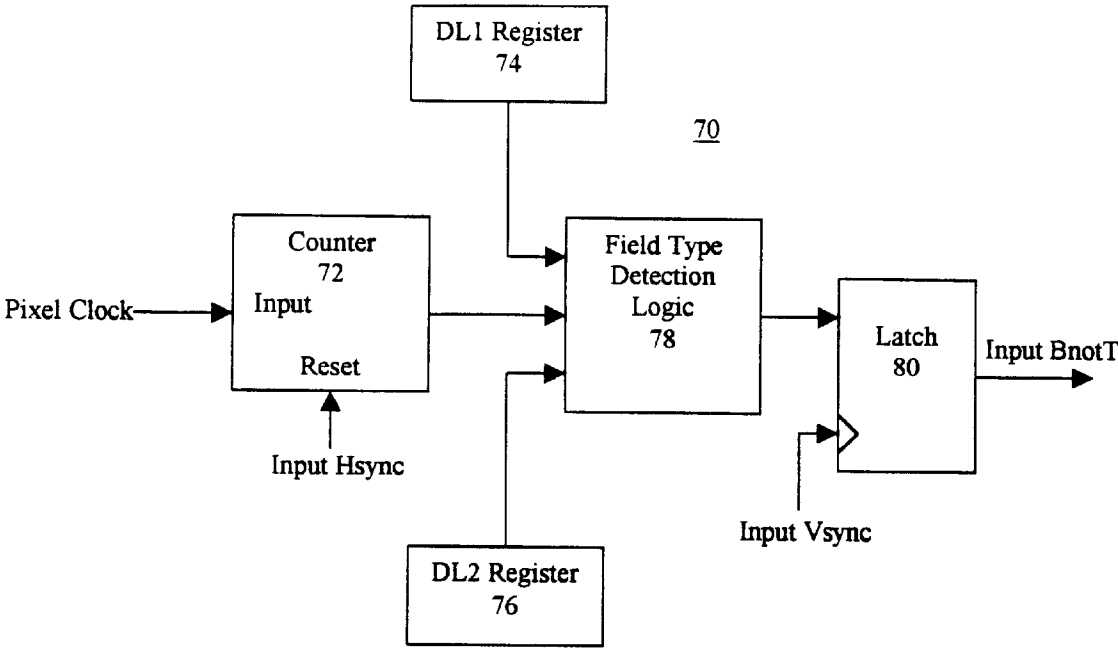 DL1 Register
74
70
Counter
72
Input
Reset
Pixel Clock
Input Hsync
Field Type
Detection
Logic
78
Latch
80
Input BnotT
Input Vsync
DL2 Register
76